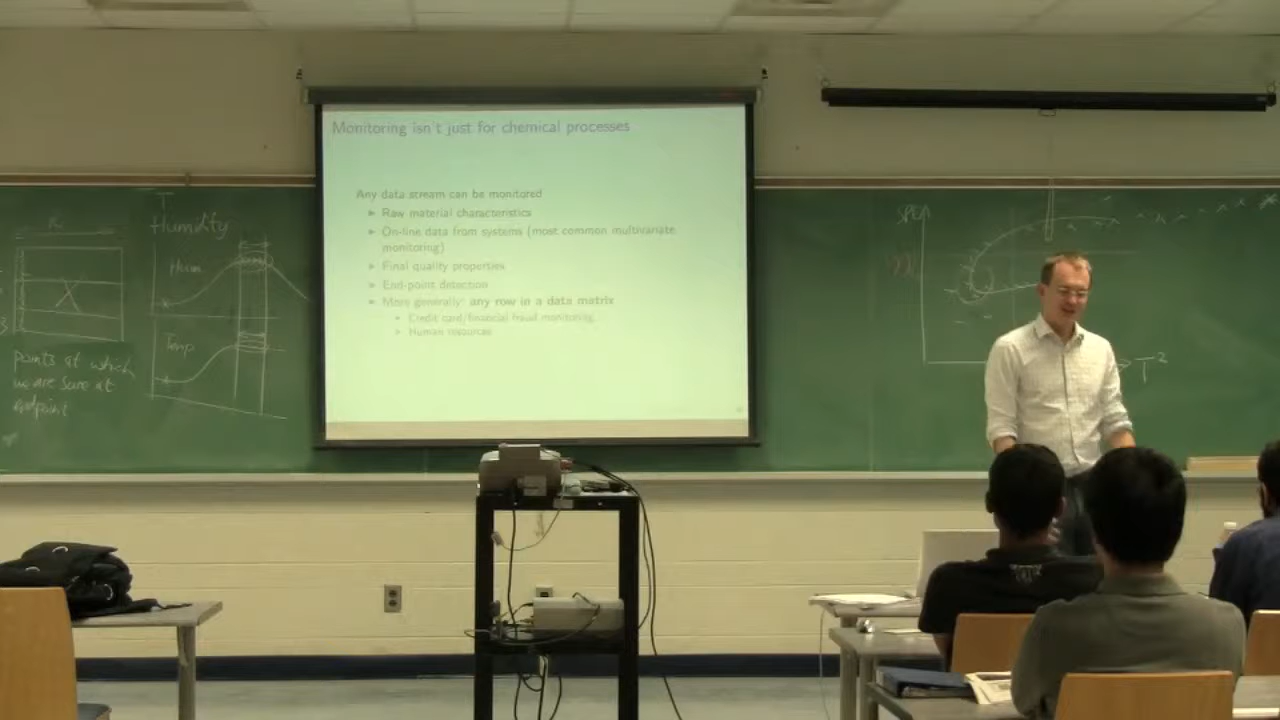 Monitoring isn't just for chemical processes
Any data stream can be monitored
► Raw material characteristics
► On-line data from systems (most common multivariate
monitoring)
► Final quality properties
► End-point detection
► More generally: any row in a data matrix
► Credit card/financial fraud monitoring
► Human resources
K
X
points at which
we are sure at
endpoint
T
Humidity
Hum
Temp
SPE
T²